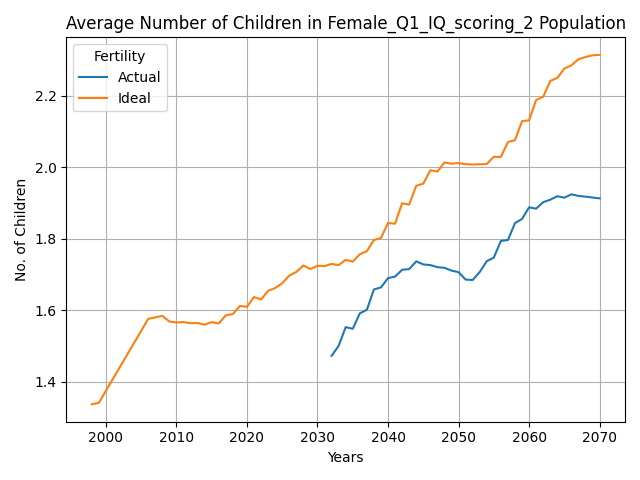 Average Number of Children in Female_Q1_IQ_scoring_2 Population
Fertility
Actual
Ideal
No. of Children
2.2
2.0
1.8
1.6
1.4
2000 2010 2020 2030 2040 2050 2060 2070
Years